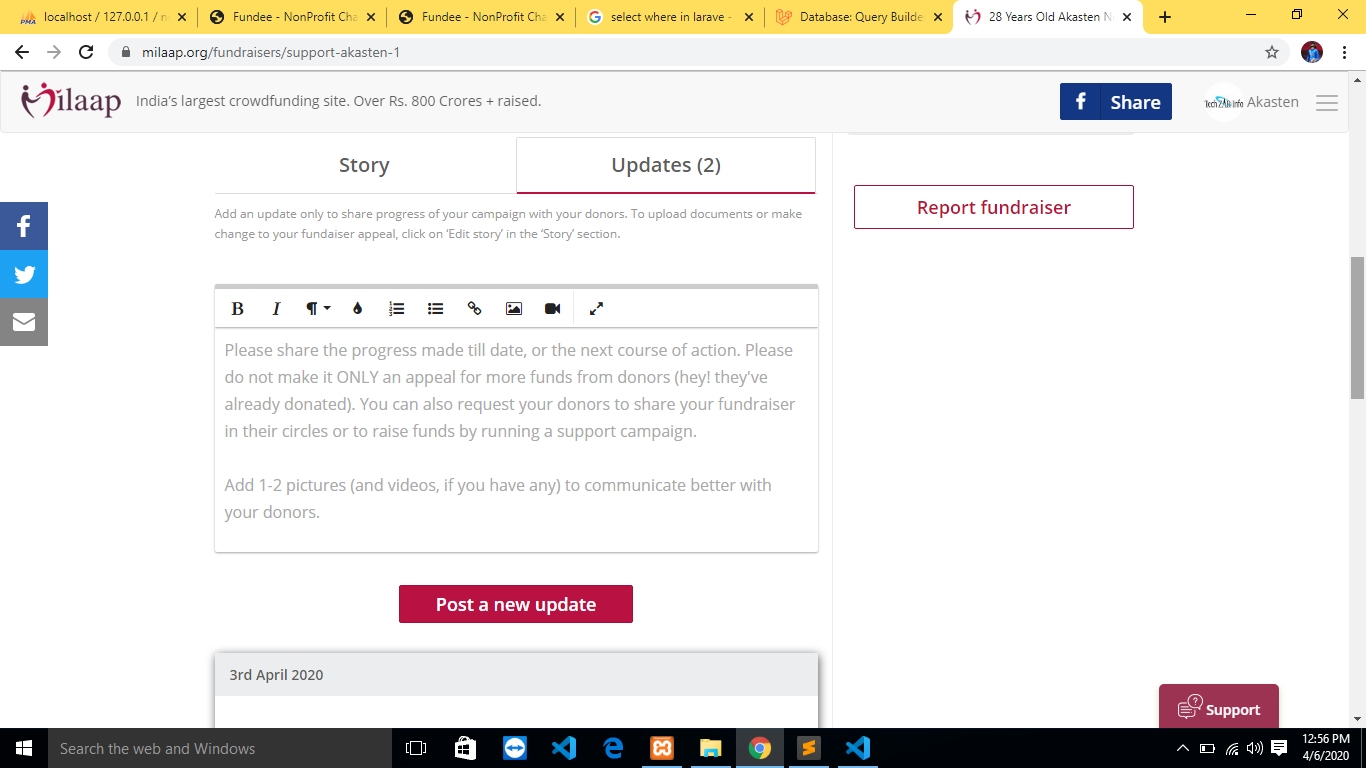 localhost / 127.0.0.1 / n
Fundee - NonProfit Cha
Fundee - NonProfit Cha
select where in larave -
Database: Query Builde
28 Years Old Akasten N
milaap.org/fundraisers/support-akasten-1
milaap
India's largest crowdfunding site. Over Rs. 800 Crores + raised.
Share
Akasten
Story
Updates (2)
Add an update only to share progress of your campaign with your donors. To upload documents or make
change to your fundaiser appeal, click on 'Edit story' in the 'Story' section.
Report fundraiser
Please share the progress made till date, or the next course of action. Please
do not make it ONLY an appeal for more funds from donors (hey! they've
already donated). You can also request your donors to share your fundraiser
in their circles or to raise funds by running a support campaign.
Add 1-2 pictures (and videos, if you have any) to communicate better with
your donors.
Post a new update
3rd April 2020
Support
Search the web and Windows
12:56 PM
4/6/2020